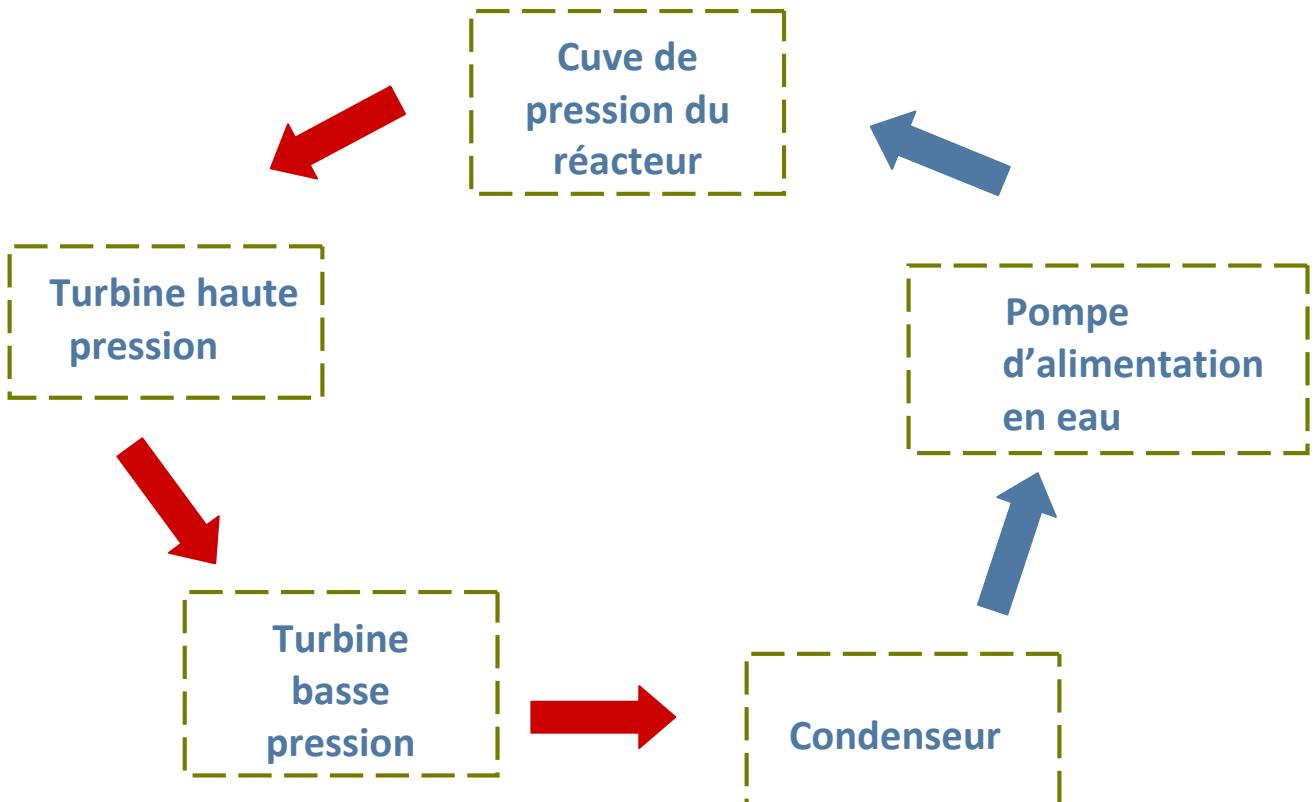 Cuve de
pression du
réacteur
Turbine haute
pression
Pompe
d’alimentation
en eau
Turbine
basse
pression
Condenseur